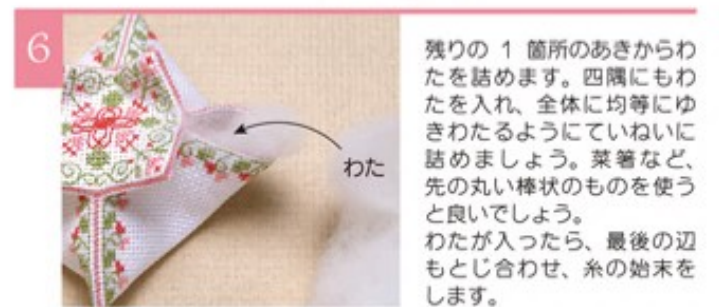 6
残りの 1 箇所のあきからわ
たを詰めます。四隅にもわ
たを入れ、全体に均等にゆ
きわたるようにていねいに
詰めましょう。菜箸など、
先の丸い棒状のものを使う
と良いでしょう。
わたが入ったら、最後の辺
もとじ合わせ、糸の始末を
します。
わた